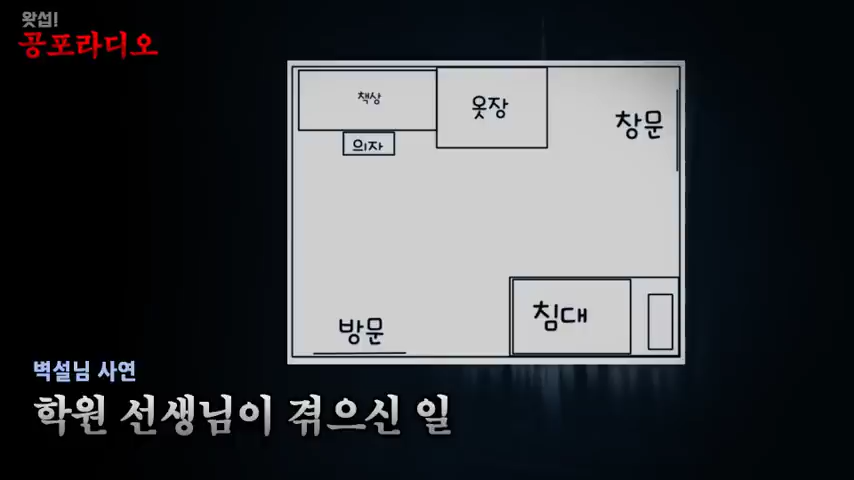 왓섭!
공포라디오
책상
옷장
창문
의자
침대
방문
벽설님 사연
학원 선생님이 겪으신 일